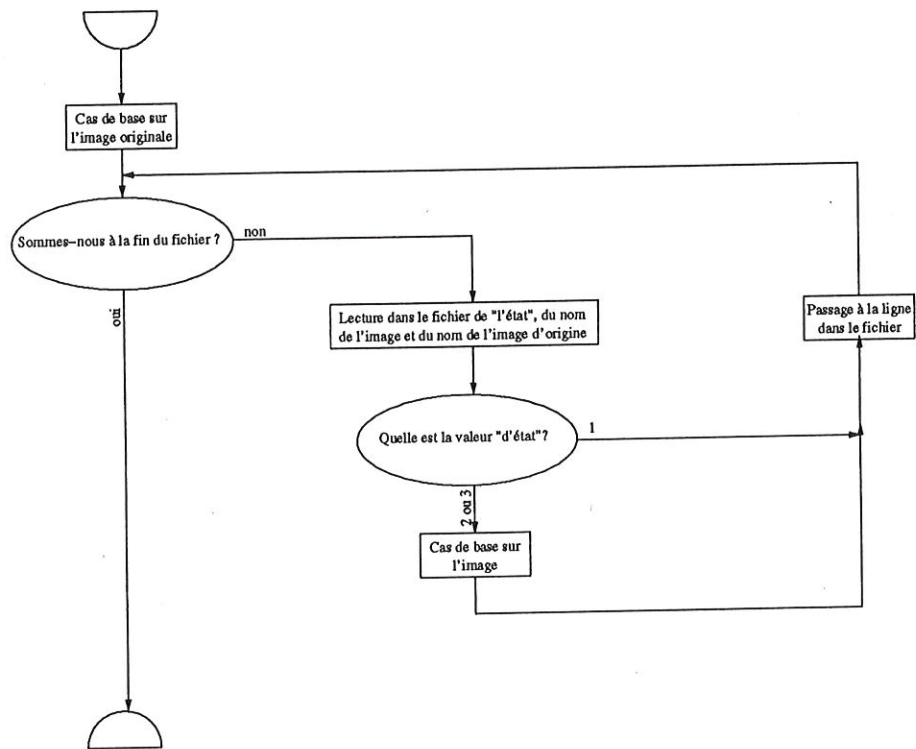 Cas de base sur
l'image originale
Sommes-nous à la fin du fichier ?
non
oui
Lecture dans le fichier de "l'état", du nom
de l'image et du nom de l'image d'origine
Passage à la ligne
dans le fichier
Quelle est la valeur "d'état"?
1
2 ou 3
Cas de base sur
l'image